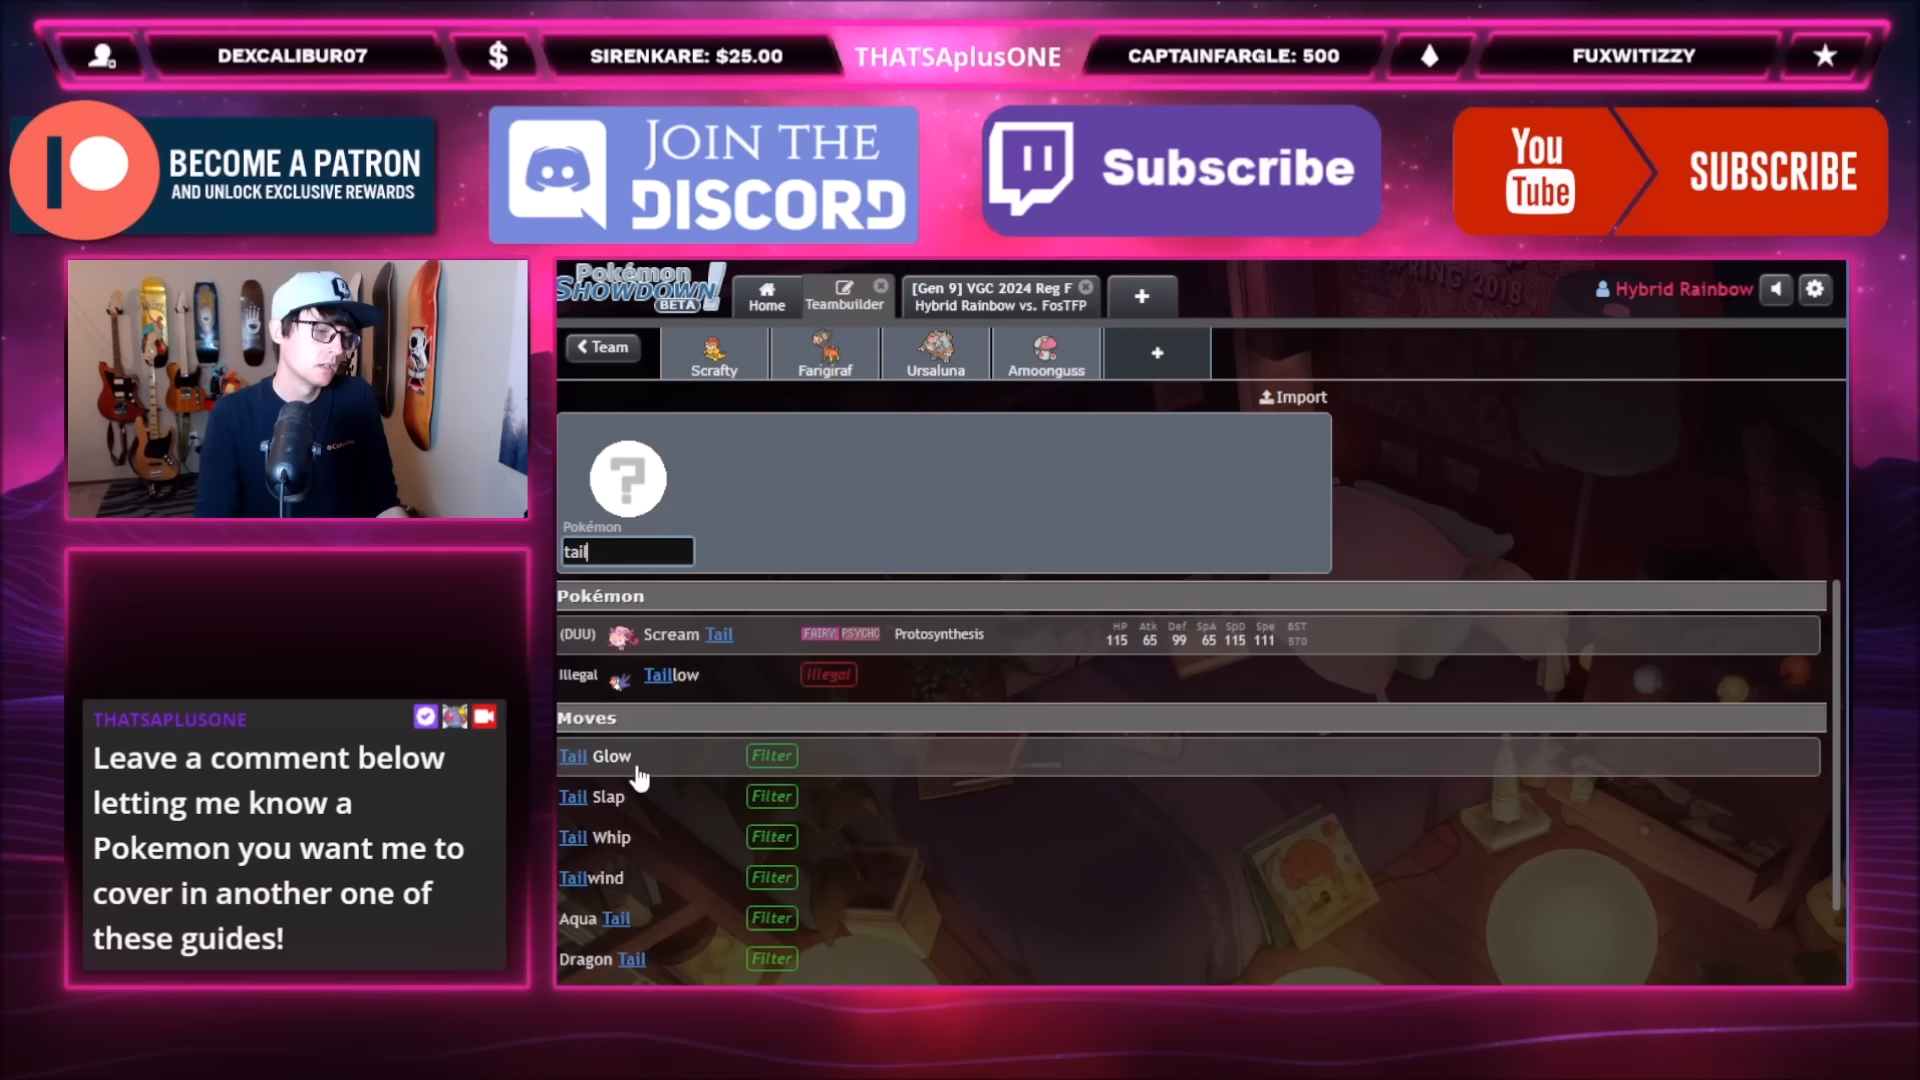 DEXCALIBUR07
$
SIRENKARE: $25.00
THATSAplusONE
CAPTAINFARGLE: 500
FUXWITIZZY
BECOME A PATRON
AND UNLOCK EXCLUSIVE REWARDS
JOIN THE
DISCORD
Subscribe
You
Tube
SUBSCRIBE
Pokémon
SHOWDOWN!
BETA
Home
Teambuilder
[Gen 9] VGC 2024 Reg F
Hybrid Rainbow vs. FosTFP
SPRING 2018
Hybrid Rainbow
Team
Scrafty
Farigiraf
Ursaluna
Amoonguss
Import
?
Pokémon
tail
Pokémon
(DUU) Scream Tail FAIRY PSYCHC Protosynthesis HP 115 Atk 65 Def 99 SpA 65 SpD 115 Spe 111 BST 570
Illegal Taillow Illegal
Moves
Tail Glow Filter
Tail Slap Filter
Tail Whip Filter
Tailwind Filter
Aqua Tail Filter
Dragon Tail Filter
THATSAPLUSONE
Leave a comment below
letting me know a
Pokemon you want me to
cover in another one of
these guides!